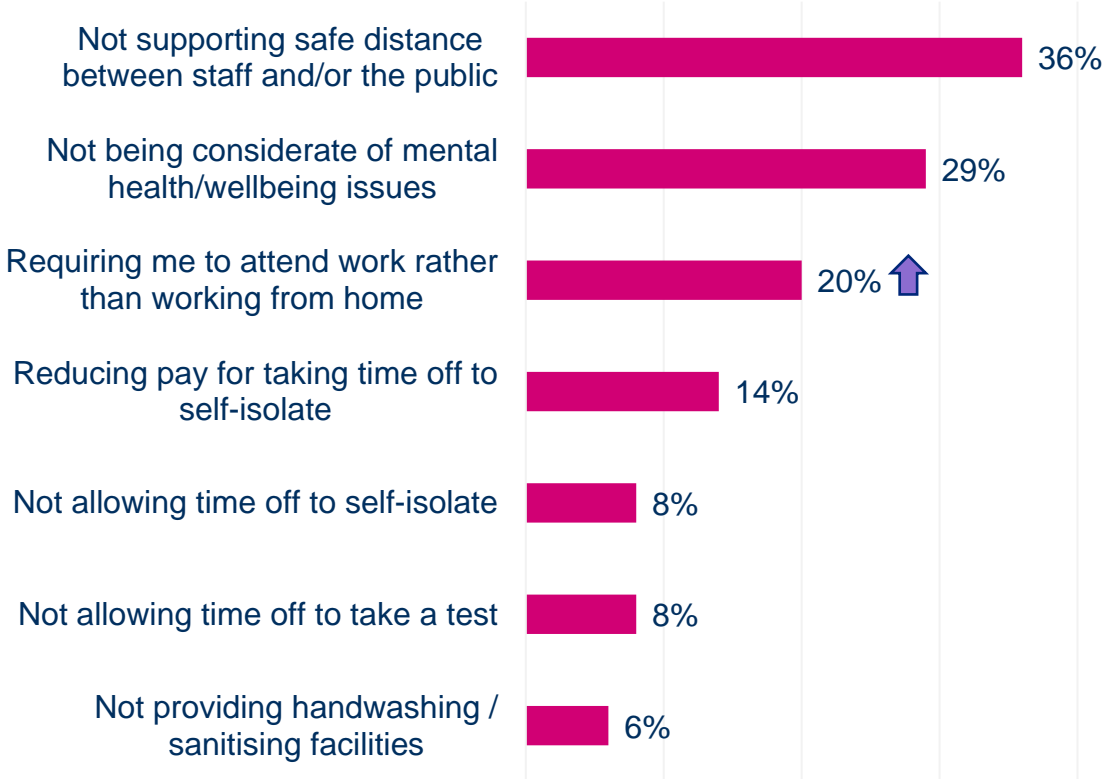 Not supporting safe distance
between staff and/or the public
36%
Not being considerate of mental
health/wellbeing issues
29%
Requiring me to attend work rather
than working from home
20%
Reducing pay for taking time off to
self-isolate
14%
Not allowing time off to self-isolate
8%
Not allowing time off to take a test
8%
Not providing handwashing /
sanitising facilities
6%